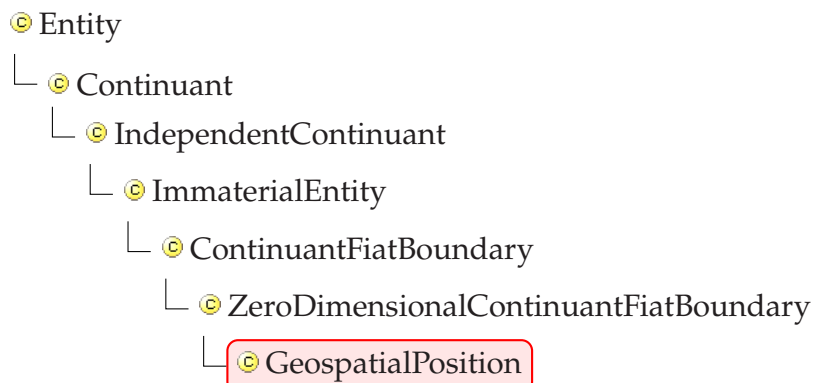 Entity
Continuant
IndependentContinuant
ImmaterialEntity
ContinuantFiatBoundary
ZeroDimensionalContinuantFiatBoundary
GeospatialPosition